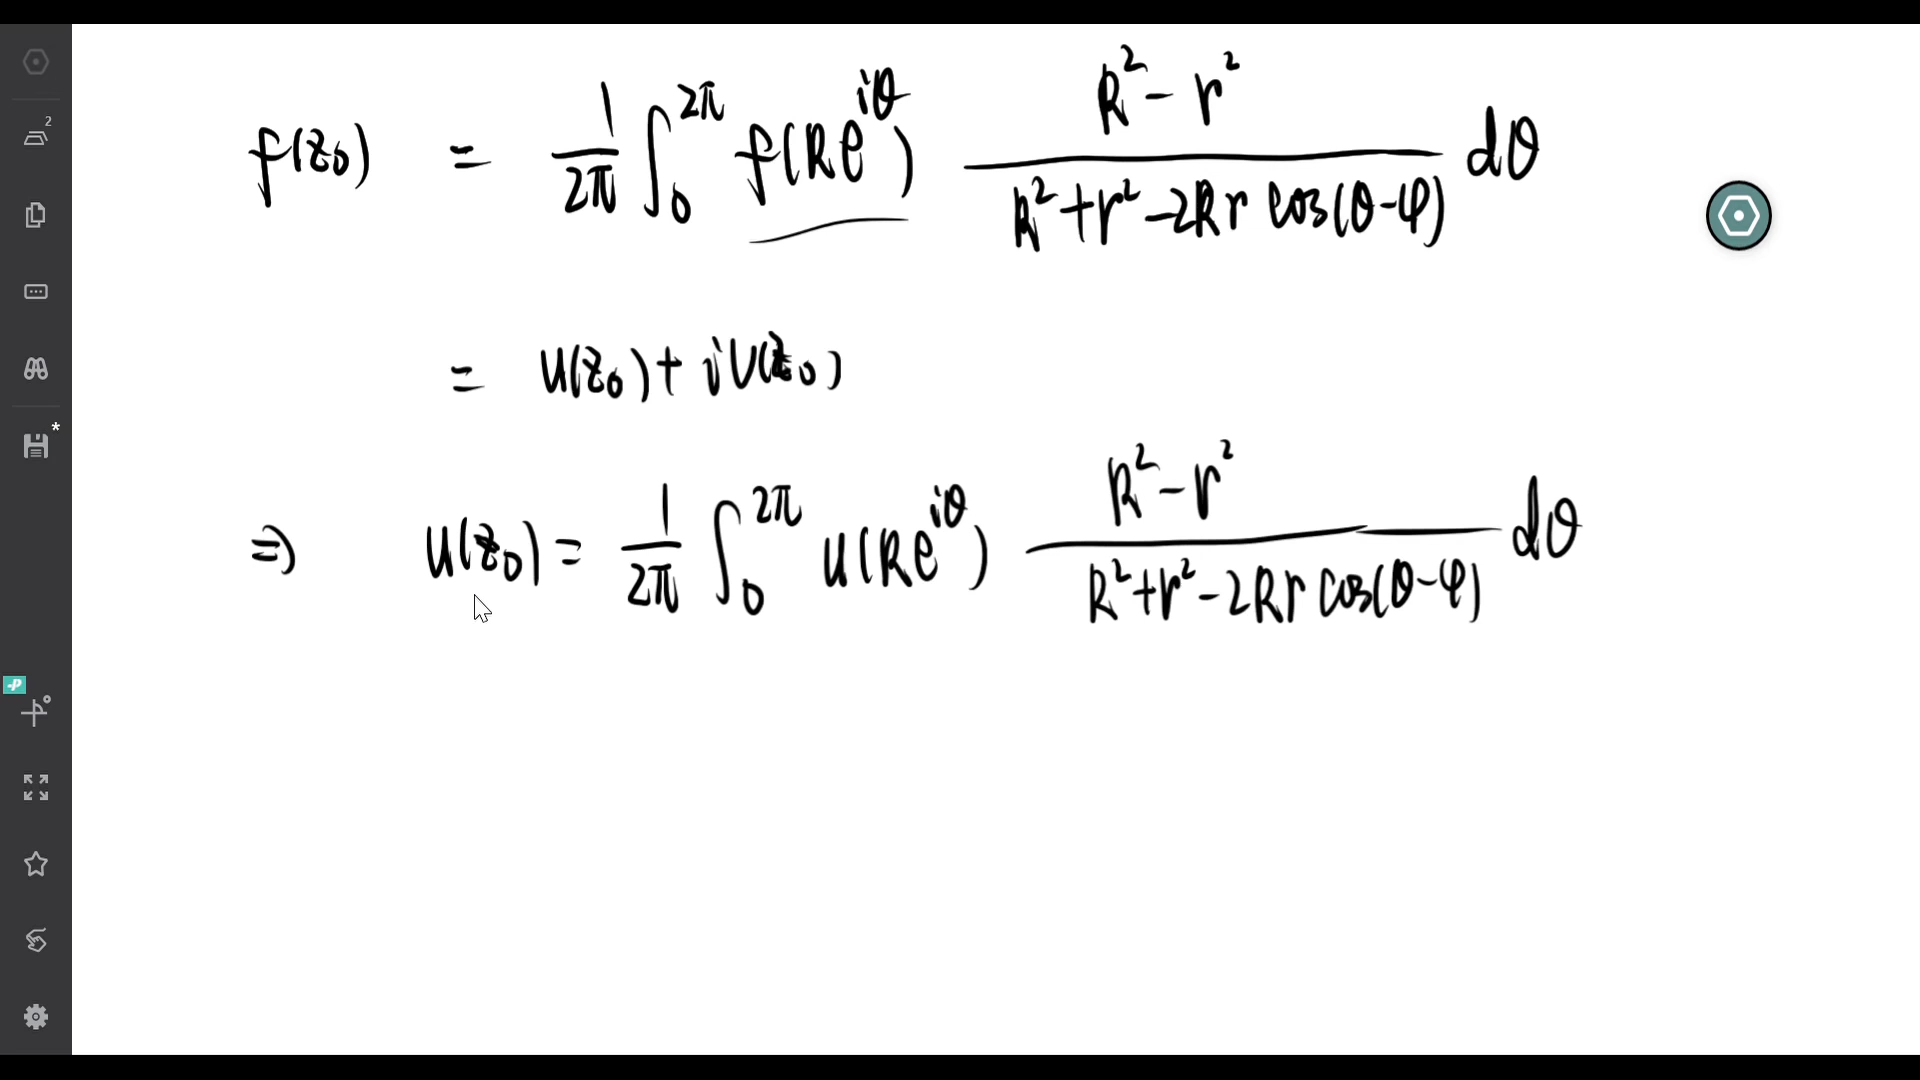 f(z₀) = 1/2π ∫₀^2π f(Re^iθ) (R² - r²)/(R² + r² - 2Rr cos(θ-φ)) dθ
= u(z₀) + iv(z₀)
⇒ u(z₀) = 1/2π ∫₀^2π u(Re^iθ) (R² - r²)/(R² + r² - 2Rr cos(θ-φ)) dθ